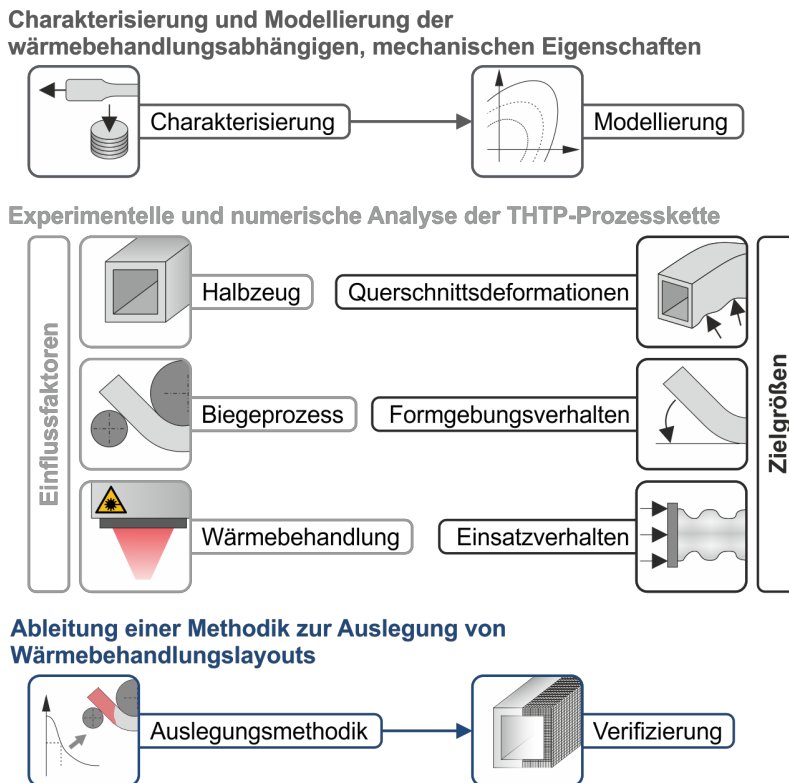 Charakterisierung und Modellierung der
wärmebehandlungsabhängigen, mechanischen Eigenschaften
Charakterisierung
Modellierung
Experimentelle und numerische Analyse der THTP-Prozesskette
Einflussfaktoren
Halbzeug
Querschnittsdeformationen
Biegeprozess
Formgebungsverhalten
Wärmebehandlung
Einsatzverhalten
Zielgrößen
Ableitung einer Methodik zur Auslegung von
Wärmebehandlungslayouts
Auslegungsmethodik
Verifizierung